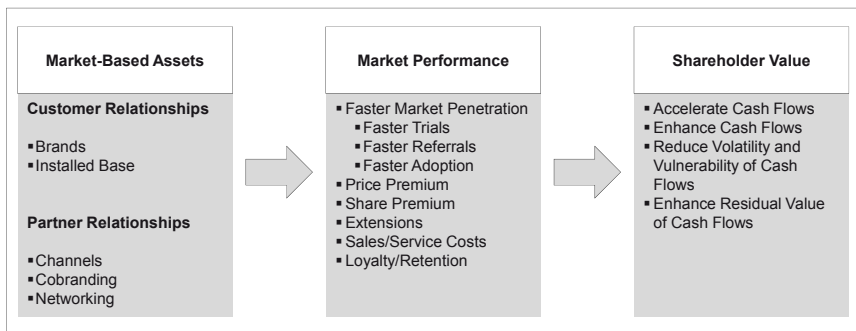 Market-Based Assets
Customer Relationships
▪Brands
▪Installed Base
Partner Relationships
▪Channels
▪Cobranding
▪Networking
Market Performance
▪Faster Market Penetration
▪Faster Trials
▪Faster Referrals
▪Faster Adoption
▪Price Premium
▪Share Premium
▪Extensions
▪Sales/Service Costs
▪Loyalty/Retention
Shareholder Value
▪Accelerate Cash Flows
▪Enhance Cash Flows
▪Reduce Volatility and
Vulnerability of Cash
Flows
▪Enhance Residual Value
of Cash Flows